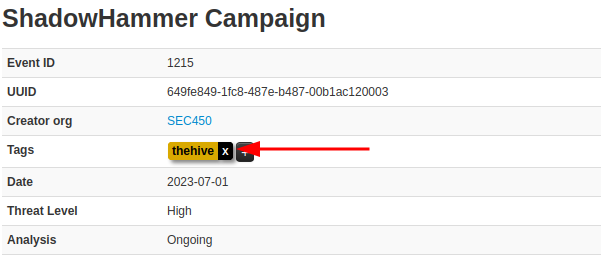 ShadowHammer Campaign
Event ID 1215
UUID 649fe849-1fc8-487e-b487-00b1ac120003
Creator org SEC450
Tags thehive x +
Date 2023-07-01
Threat Level High
Analysis Ongoing